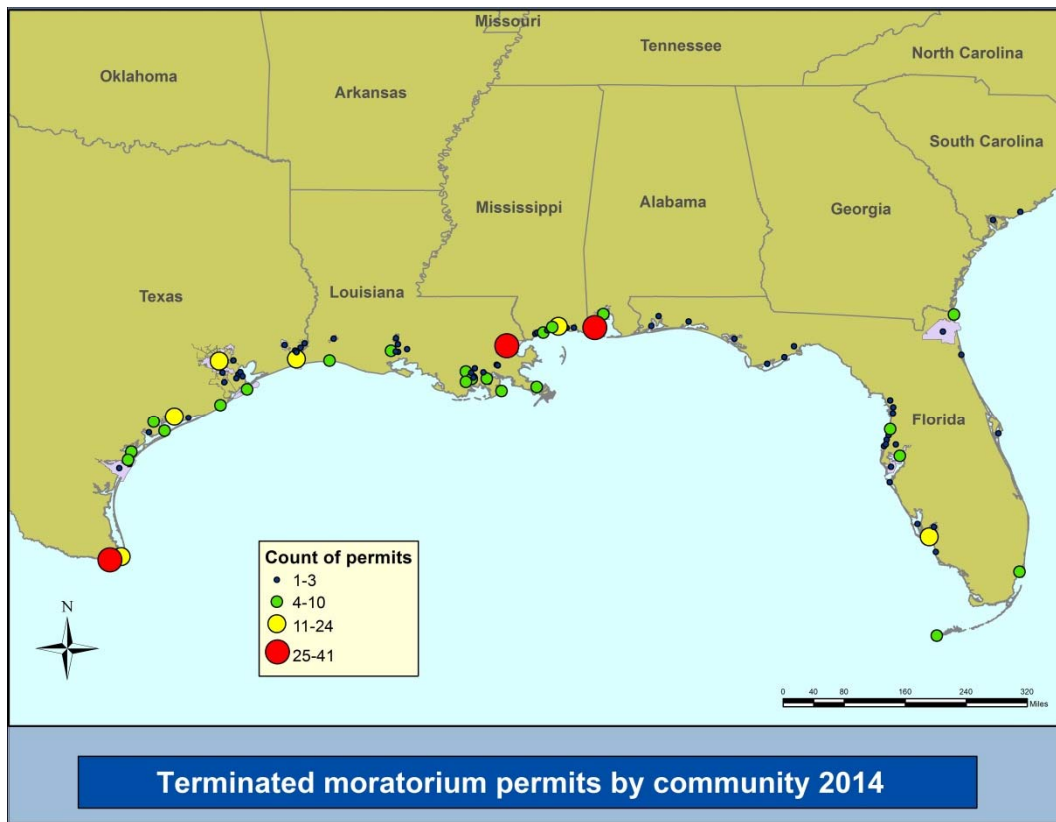 Missouri
Tennessee
North Carolina
Oklahoma
Arkansas
South Carolina
Mississippi
Alabama
Georgia
Texas
Louisiana
Florida
Count of permits
1-3
4-10
11-24
25-41
N
0 40 80 160 240 320
Miles
Terminated moratorium permits by community 2014